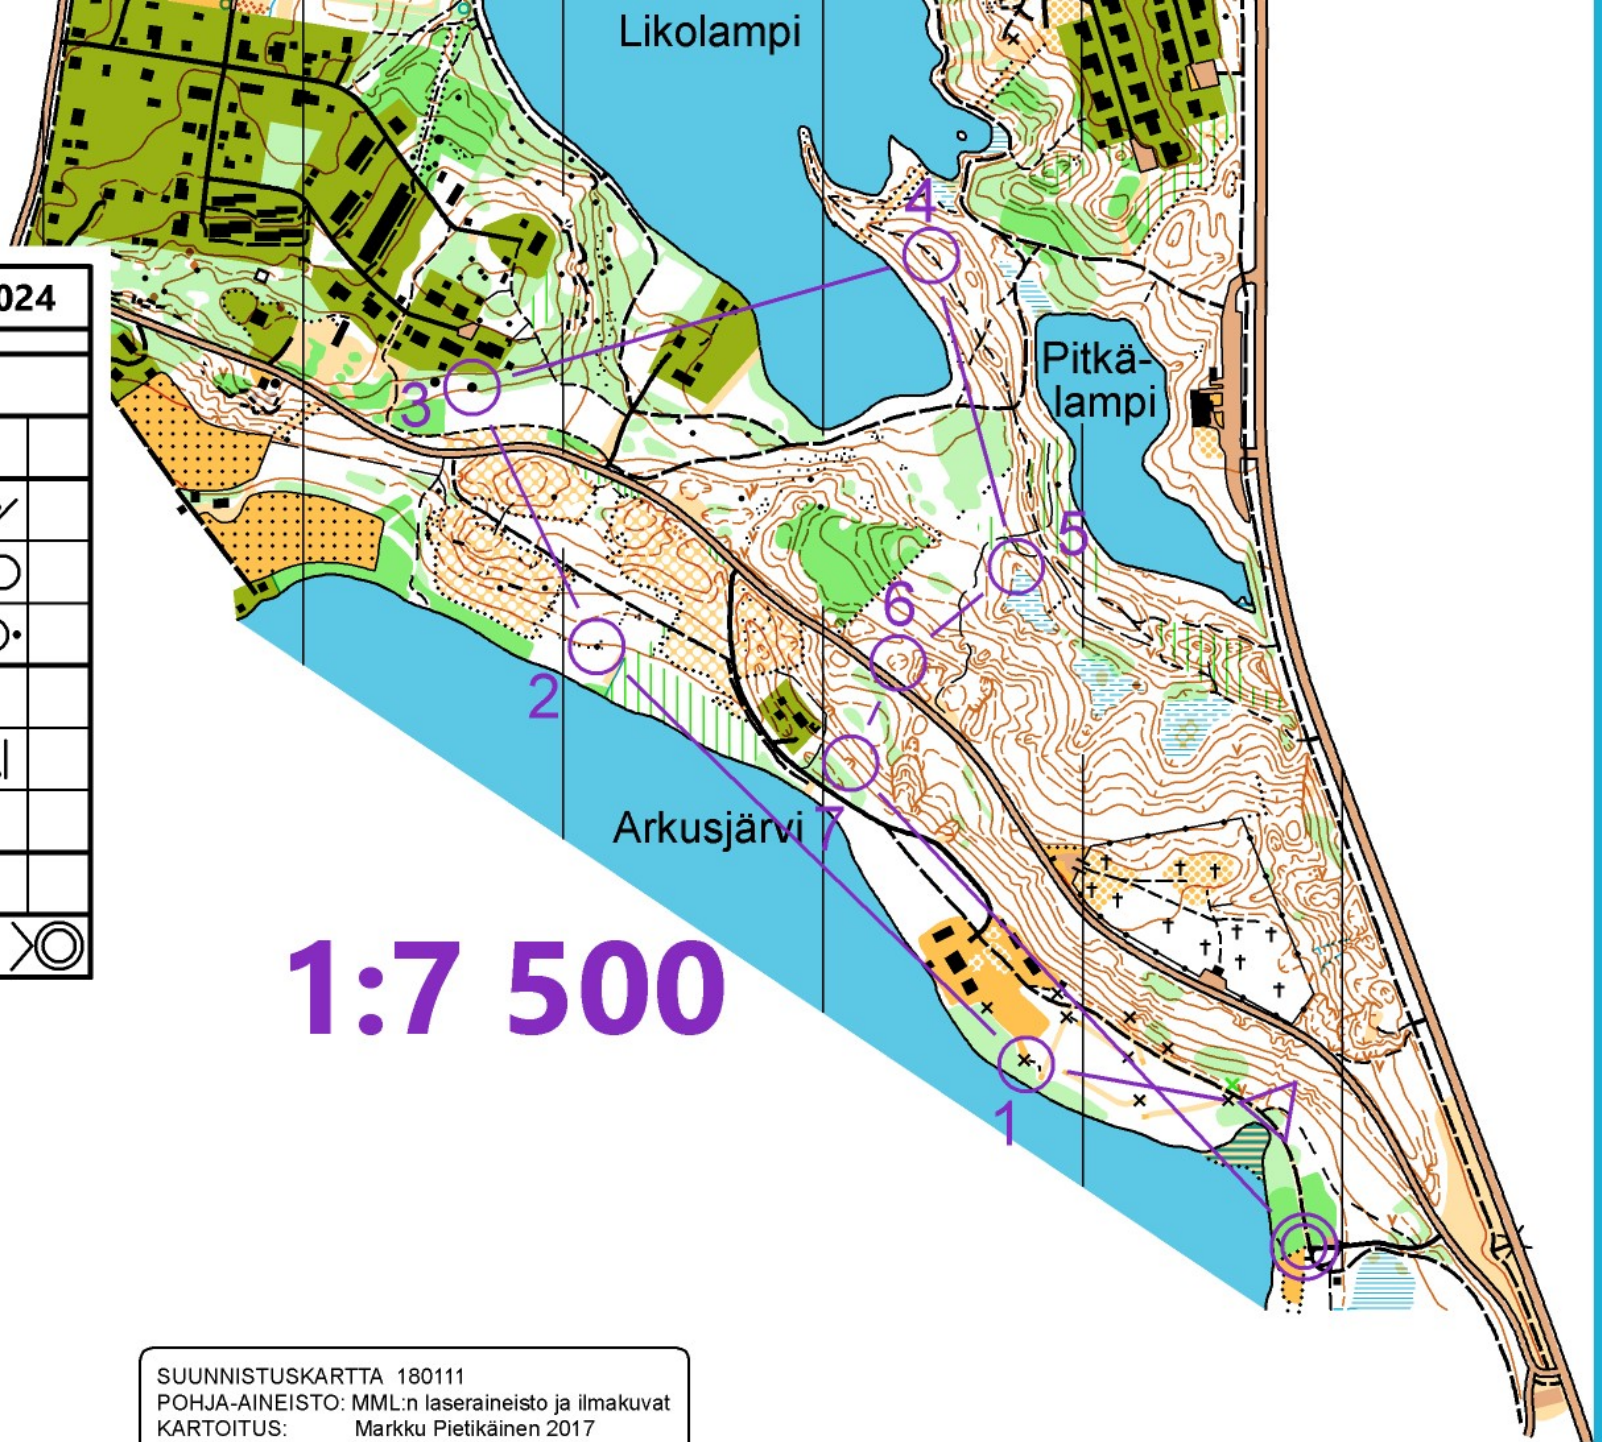 Likolampi
4
024
Pitkä-
lampi
3
5
6
2
Arkusjärvi
7
1:7 500
1
SUUNNISTUSKARTTA 180111
POHJA-AINEISTO: MML:n laseraineisto ja ilmakuvat
KARTOITUS: Markku Pietikäinen 2017